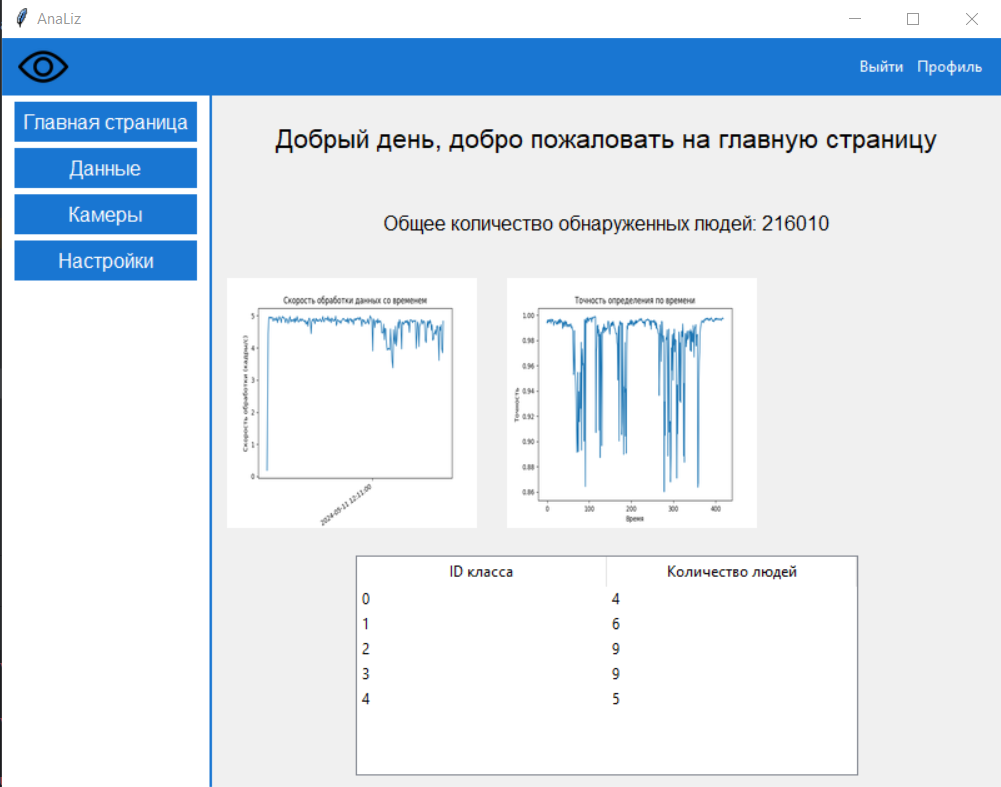 AnaLiz
Выйти Профиль
Главная страница
Данные
Камеры
Настройки
Добрый день, добро пожаловать на главную страницу
Общее количество обнаруженных людей: 216010
Скорость обработки данных со временем
Скорость обработки (кадры/с)
5
4
3
2
1
0
2024-05-11 12:11:00
Точность определения по времени
Точность
1.00
0.98
0.96
0.94
0.92
0.90
0.88
0.86
0 100 200 300 400
Время
ID класса Количество людей
0 4
1 6
2 9
3 9
4 5